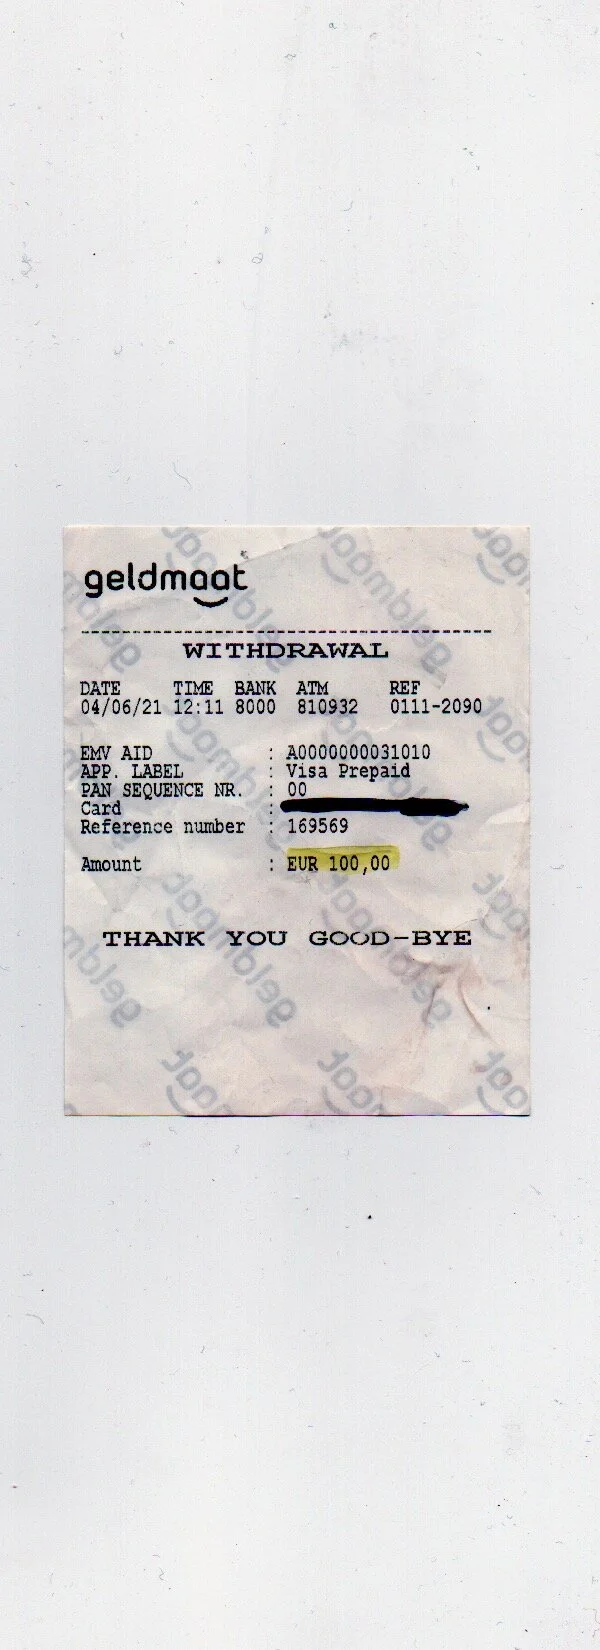 geldmaat
WITHDRAWAL
DATE TIME BANK ATM REF
04/06/21 12:11 8000 810932 0111-2090
EMV AID : A0000000031010
APP. LABEL : Visa Prepaid
PAN SEQUENCE NR. : 00
Card :
Reference number : 169569
Amount : EUR 100,00
THANK YOU GOOD-BYE